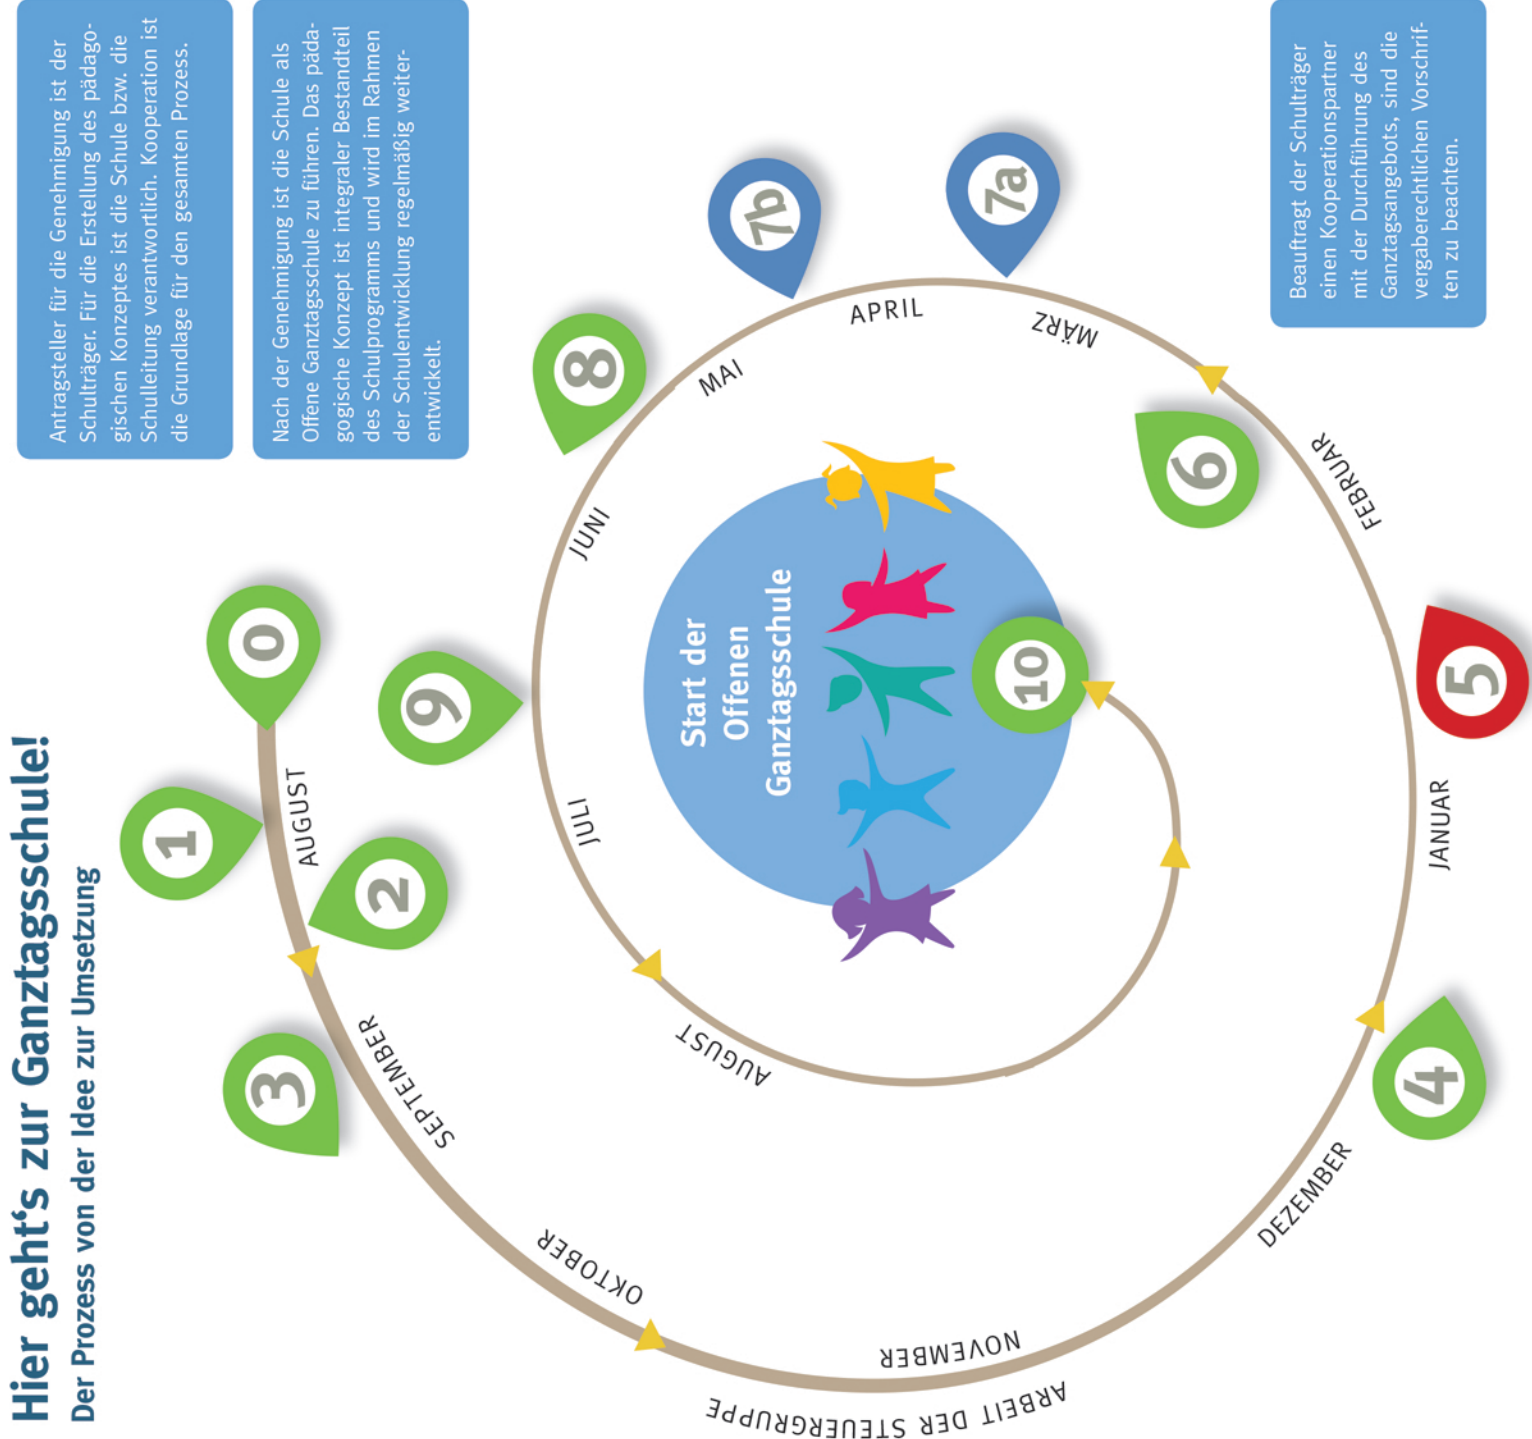 Hier geht‘s zur Ganztagsschule!
Der Prozess von der Idee zur Umsetzung
Antragsteller für die Genehmigung ist der
Schulträger. Für die Erstellung des pädago-
gischen Konzeptes ist die Schule bzw. die
Schulleitung verantwortlich. Kooperation ist
die Grundlage für den gesamten Prozess.
Nach der Genehmigung ist die Schule als
Offene Ganztagsschule zu führen. Das päda-
gogische Konzept ist integraler Bestandteil
des Schulprogramms und wird im Rahmen
der Schulentwicklung regelmäßig weiter-
entwickelt.
0
1
AUGUST
2
3
SEPTEMBER
OKTOBER
NOVEMBER
ARBEIT DER STEUERGRUPPE
DEZEMBER
4
JANUAR
5
FEBRUAR
6
MÄRZ
7a
APRIL
7b
MAI
8
JUNI
9
JULI
AUGUST
10
Start der
Offenen
Ganztagsschule
Beauftragt der Schulträger
einen Kooperationspartner
mit der Durchführung des
Ganztagsangebots, sind die
vergaberechtlichen Vorschrif-
ten zu beachten.